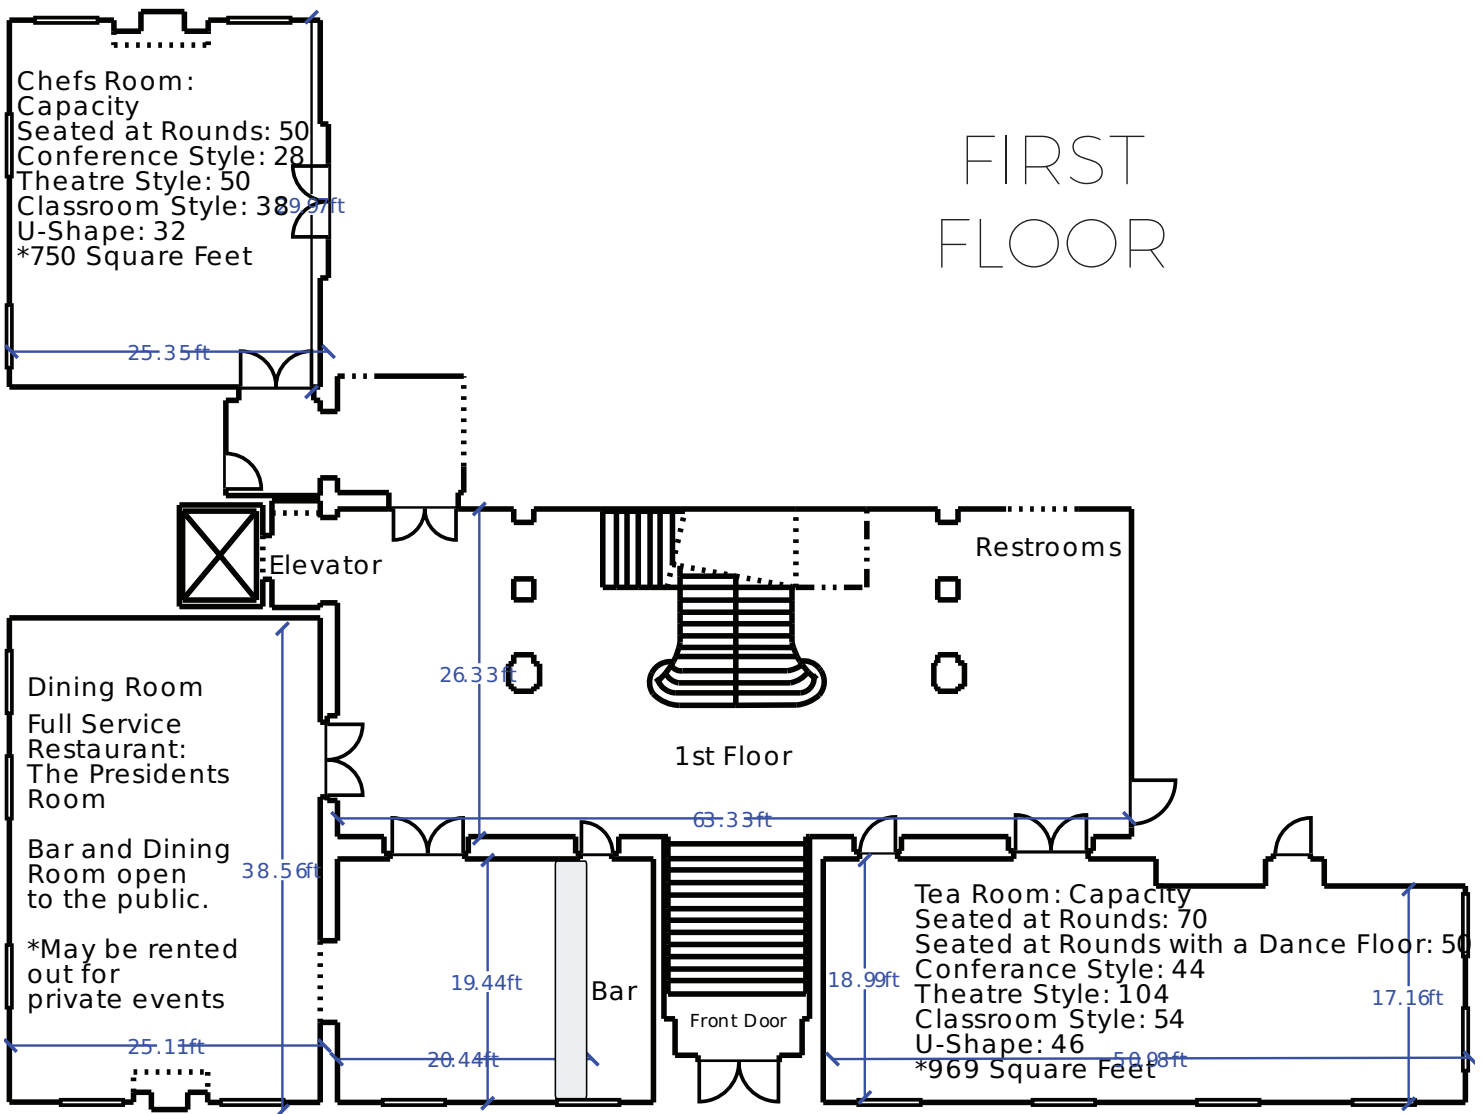 FIRST
FLOOR
Chefs Room:
Capacity
Seated at Rounds: 50
Conference Style: 28
Theatre Style: 50
Classroom Style: 38
29.97ft
U-Shape: 32
*750 Square Feet
25.35ft
Elevator
Restrooms
26.33ft
1st Floor
63.33ft
Dining Room
Full Service
Restaurant:
The Presidents
Room
Bar and Dining
Room open
to the public.
*May be rented
out for
private events
38.56ft
25.11ft
19.44ft
Bar
20.44ft
Front Door
18.99ft
Tea Room: Capacity
Seated at Rounds: 70
Seated at Rounds with a Dance Floor: 50
Conferance Style: 44
Theatre Style: 104
Classroom Style: 54
U-Shape: 46
*969 Square Feet
17.16ft
50.98ft